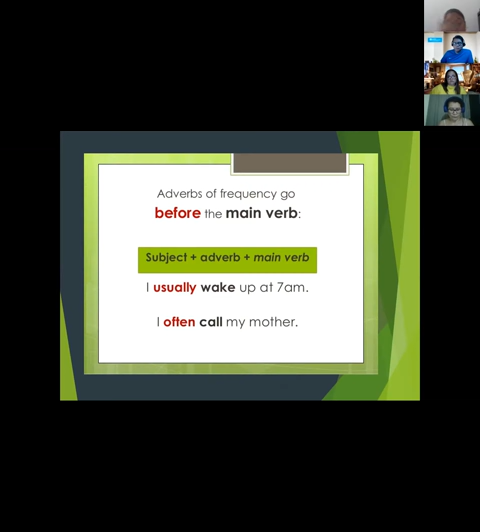 Adverbs of frequency go
before the main verb:
Subject + adverb + main verb
I usually wake up at 7am.
I often call my mother.